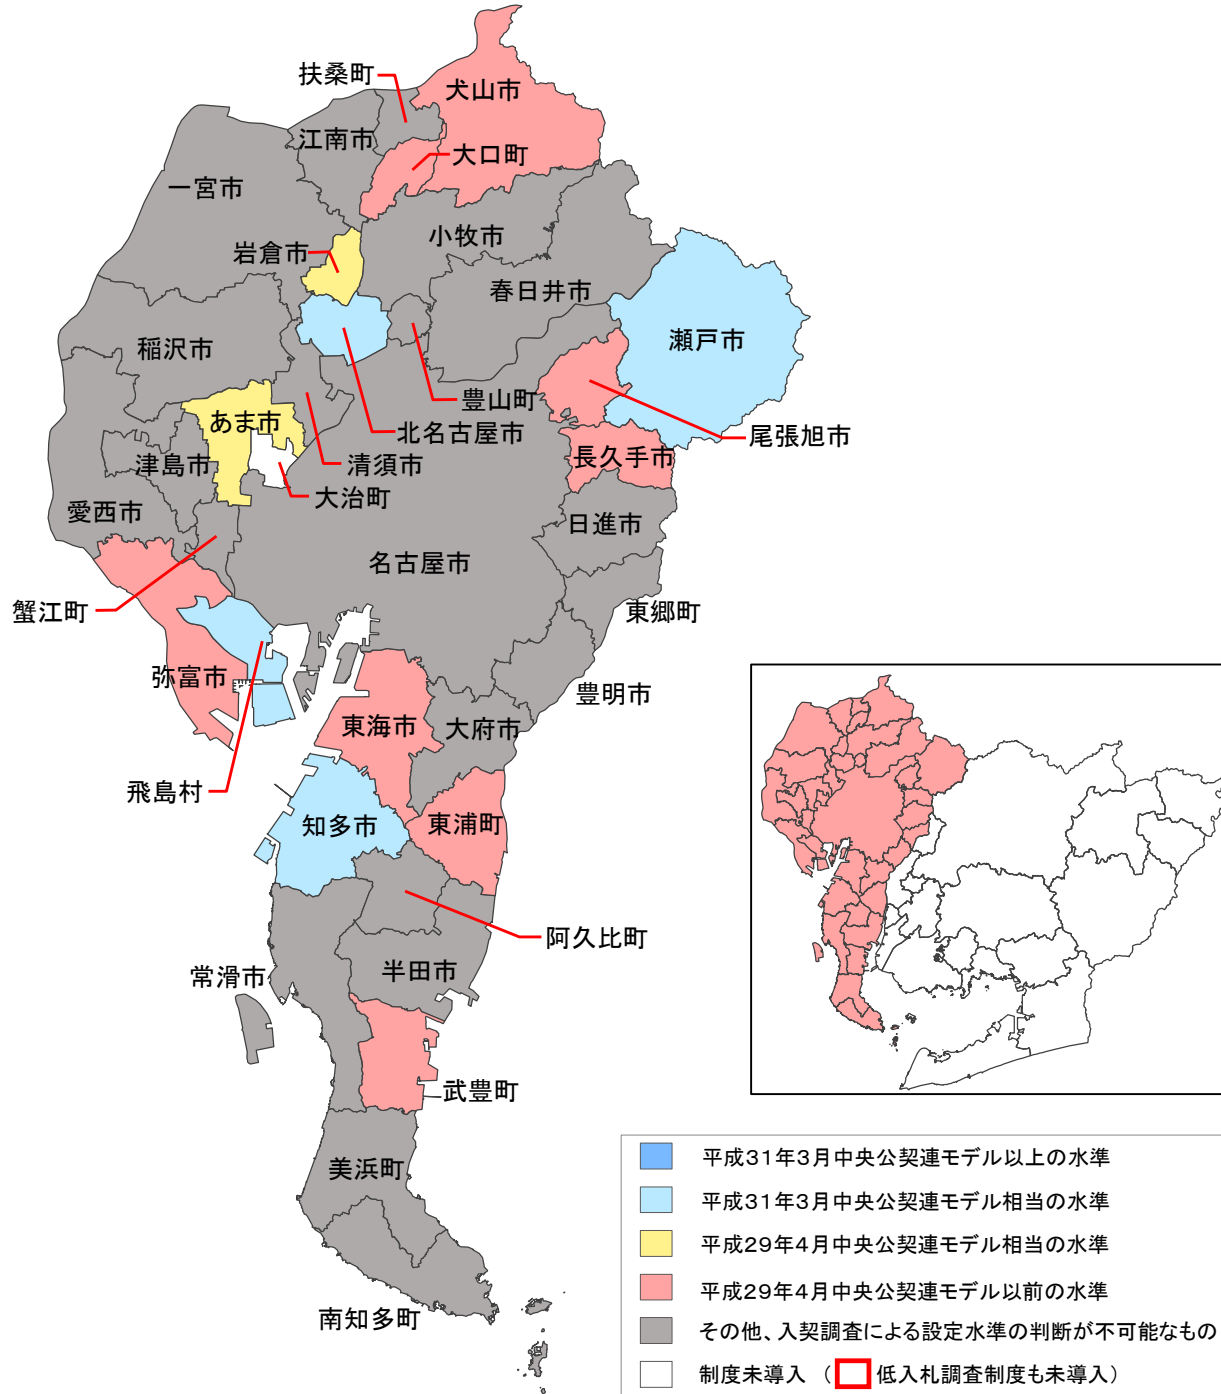 扶桑町
犬山市
江南市
大口町
一宮市
小牧市
岩倉市
春日井市
瀬戸市
稲沢市
豊山町
あま市
北名古屋市
尾張旭市
津島市
清須市
長久手市
大治町
愛西市
日進市
名古屋市
蟹江町
東郷町
弥富市
豊明市
東海市
大府市
飛島村
知多市
東浦町
阿久比町
半田市
常滑市
武豊町
美浜町
南知多町
平成31年3月中央公契連モデル以上の水準
平成31年3月中央公契連モデル相当の水準
平成29年4月中央公契連モデル相当の水準
平成29年4月中央公契連モデル以前の水準
その他、入契調査による設定水準の判断が不可能なもの
制度未導入 ( 低入札調査制度も未導入)